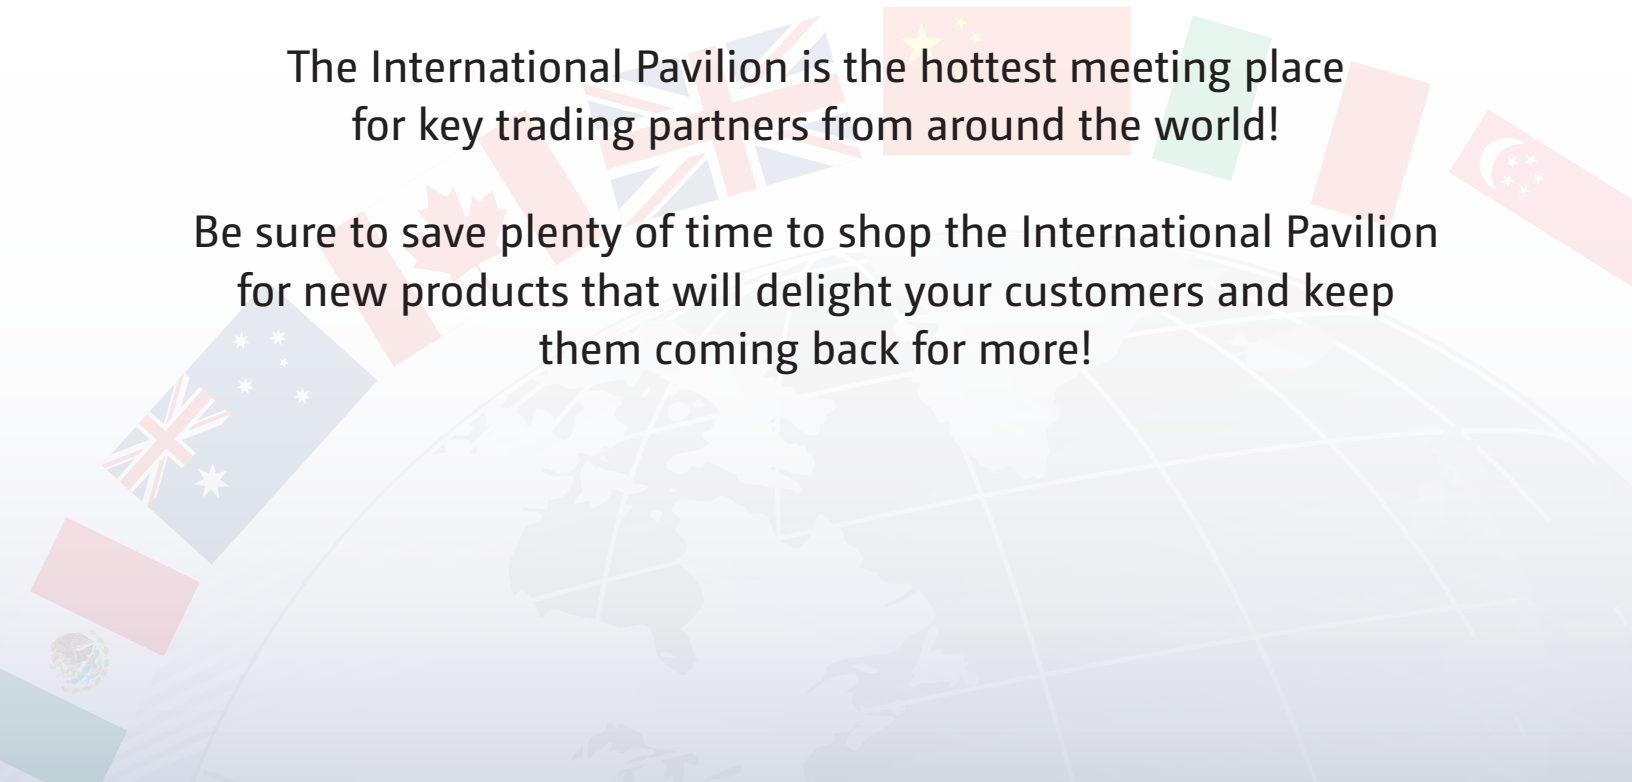 The International Pavilion is the hottest meeting place
for key trading partners from around the world!
Be sure to save plenty of time to shop the International Pavilion
for new products that will delight your customers and keep
them coming back for more!